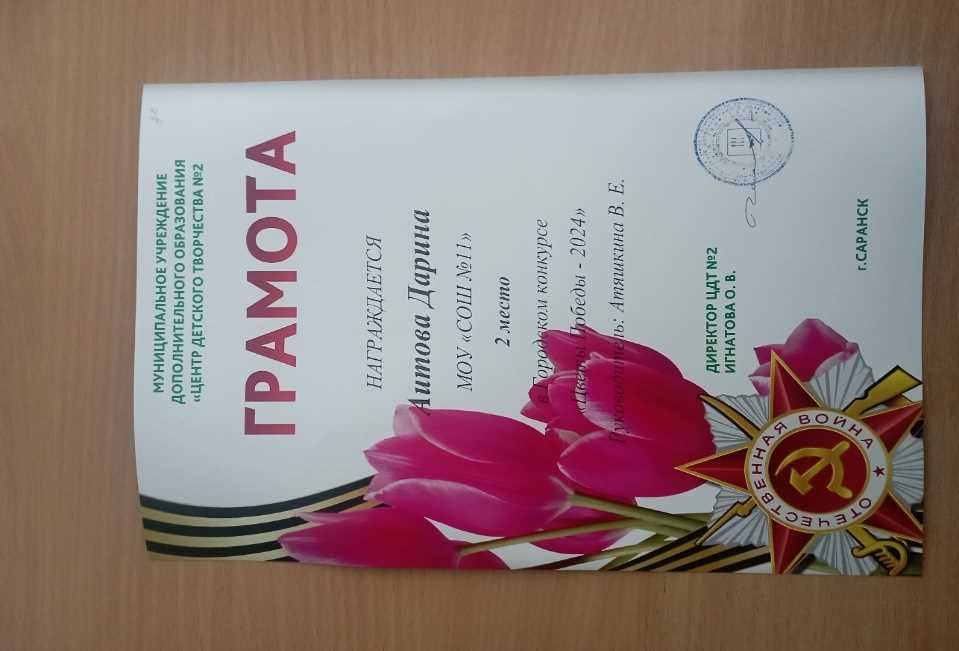 МУНИЦИПАЛЬНОЕ УЧРЕЖДЕНИЕ
ДОПОЛНИТЕЛЬНОГО ОБРАЗОВАНИЯ
«ЦЕНТР ДЕТСКОГО ТВОРЧЕСТВА №2
ГРАМОТА
НАГРАЖДАЕТСЯ
Аитова Дарина
МОУ «СОШ №11»
2 место
в Городском конкурсе
«Цветы Победы - 2024»
Руководитель: Атяшкина В. Е.
ДИРЕКТОР ЦДТ №2
ИГНАТОВА О. В.
г.САРАНСК
ОТЕЧЕСТВЕННАЯ ВОЙНА